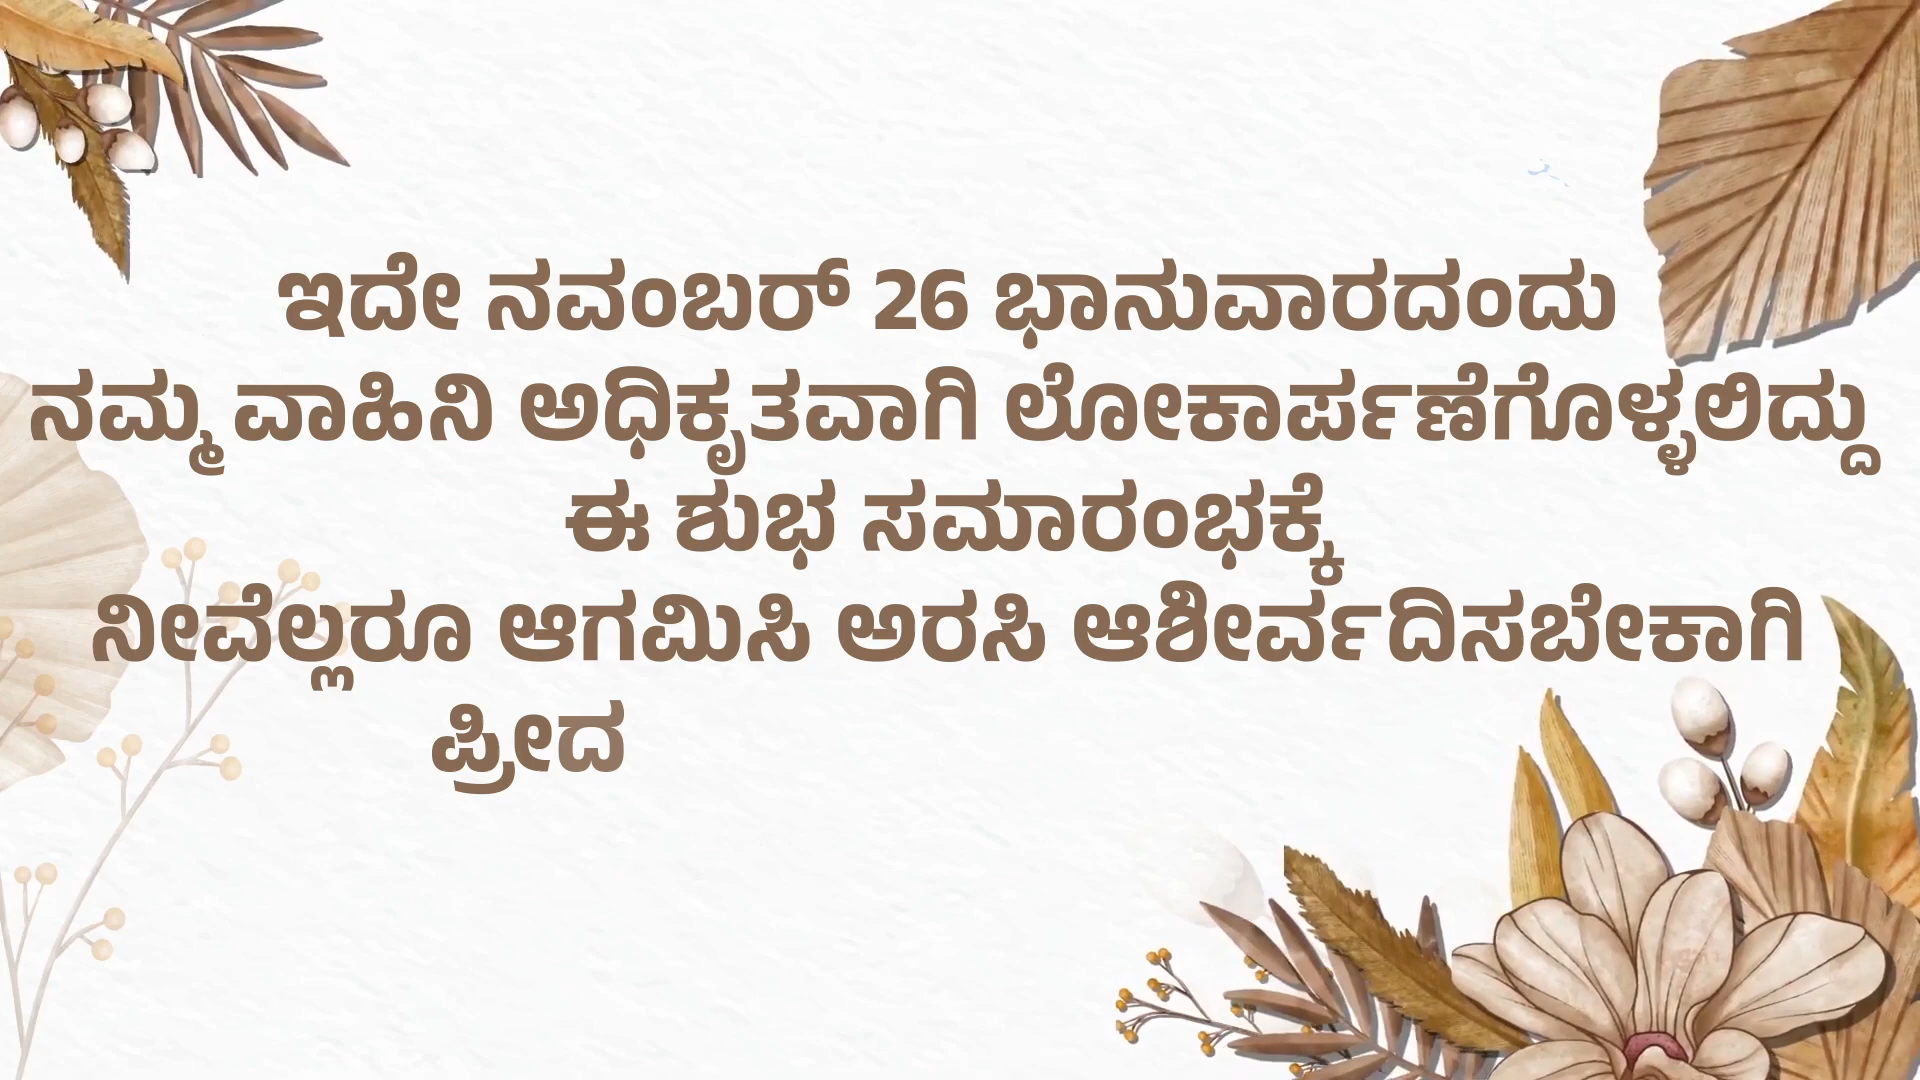 ಇದೇ ನವಂಬರ್ 26 ಭಾನುವಾರದಂದು
ನಮ್ಮ ವಾಹಿನಿ ಅಧಿಕೃತವಾಗಿ ಲೋಕಾರ್ಪಣೆಗೊಳ್ಳಲಿದ್ದು
ಈ ಶುಭ ಸಮಾರಂಭಕ್ಕೆ
ನೀವೆಲ್ಲರೂ ಆಗಮಿಸಿ ಅರಸಿ ಆಶೀರ್ವದಿಸಬೇಕಾಗಿ
ಪ್ರೀದ